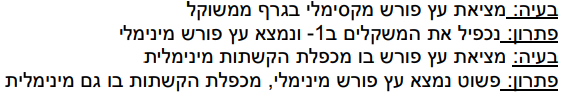 בעיה: מציאת עץ פורש מקסימלי בגרף ממשוקל
פתרון: נכפיל את המשקלים ב1- ונמצא עץ פורש מינימלי
בעיה: מציאת עץ פורש בו מכפלת הקשתות מינימלית
פתרון: פשוט נמצא עץ פורש מינימלי, מכפלת הקשתות בו גם מינימלית